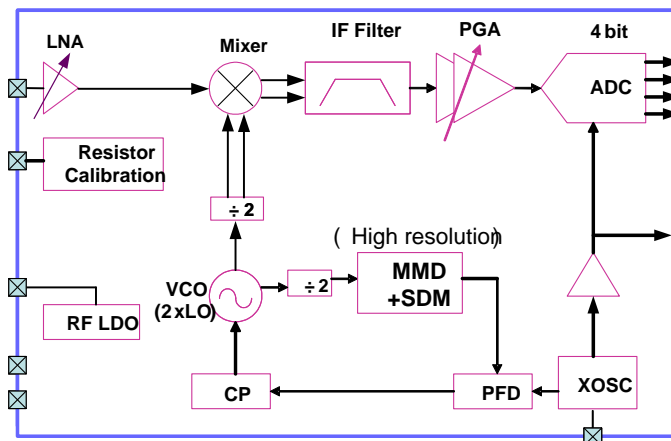 LNA
Mixer
IF Filter
PGA
4 bit
ADC
Resistor
Calibration
÷ 2
( High resolution)
VCO
(2xLO)
÷ 2
MMD
+SDM
RF LDO
CP
PFD
XOSC